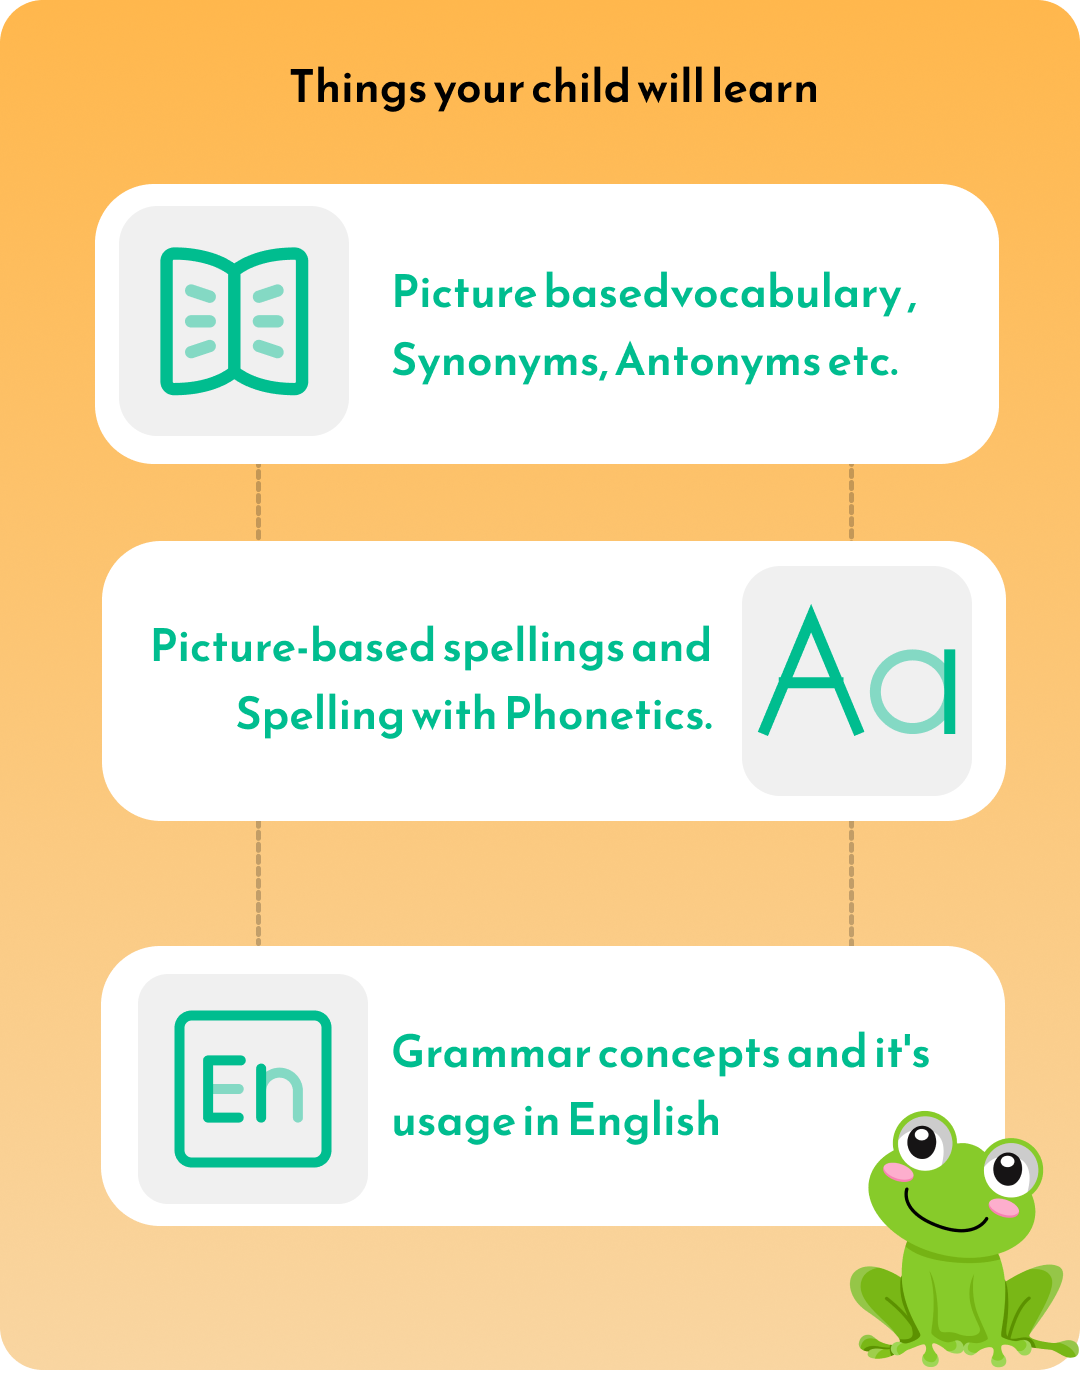 Things your child will learn
Picture basedvocabulary,
Synonyms, Antonyms etc.
Picture-based spellings and
Aa
Spelling with Phonetics.
En
Grammar concepts and it's
usage in English